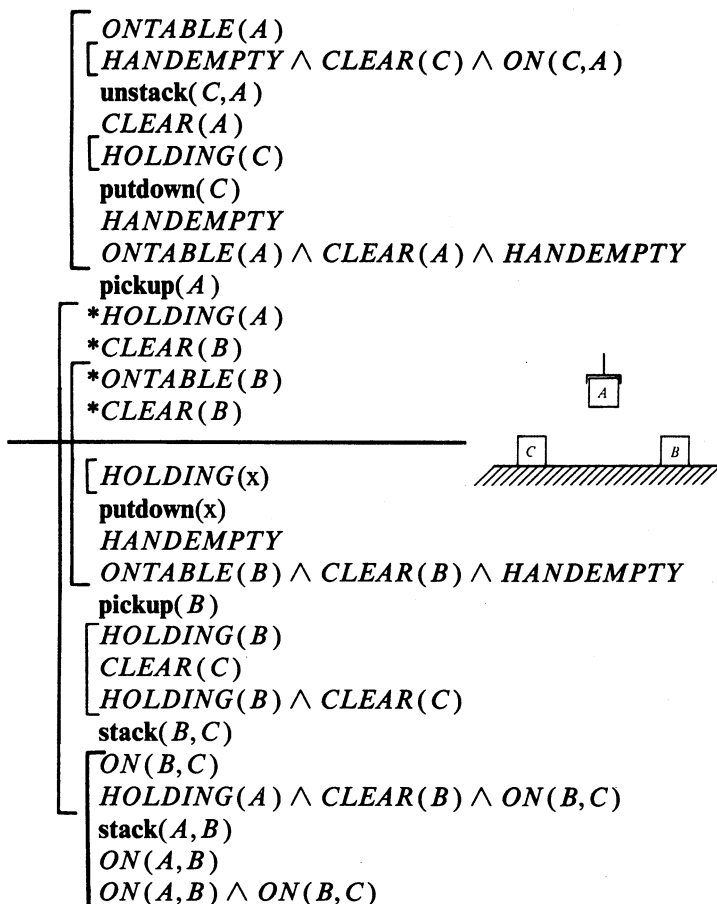 ONTABLE(A)
HANDEMPTY ∧ CLEAR(C) ∧ ON(C,A)
unstack(C,A)
CLEAR(A)
HOLDING(C)
putdown(C)
HANDEMPTY
ONTABLE(A) ∧ CLEAR(A) ∧ HANDEMPTY
pickup(A)
*HOLDING(A)
*CLEAR(B)
*ONTABLE(B)
*CLEAR(B)
A
C
B
HOLDING(x)
putdown(x)
HANDEMPTY
ONTABLE(B) ∧ CLEAR(B) ∧ HANDEMPTY
pickup(B)
HOLDING(B)
CLEAR(C)
HOLDING(B) ∧ CLEAR(C)
stack(B,C)
ON(B,C)
HOLDING(A) ∧ CLEAR(B) ∧ ON(B,C)
stack(A,B)
ON(A,B)
ON(A,B) ∧ ON(B,C)